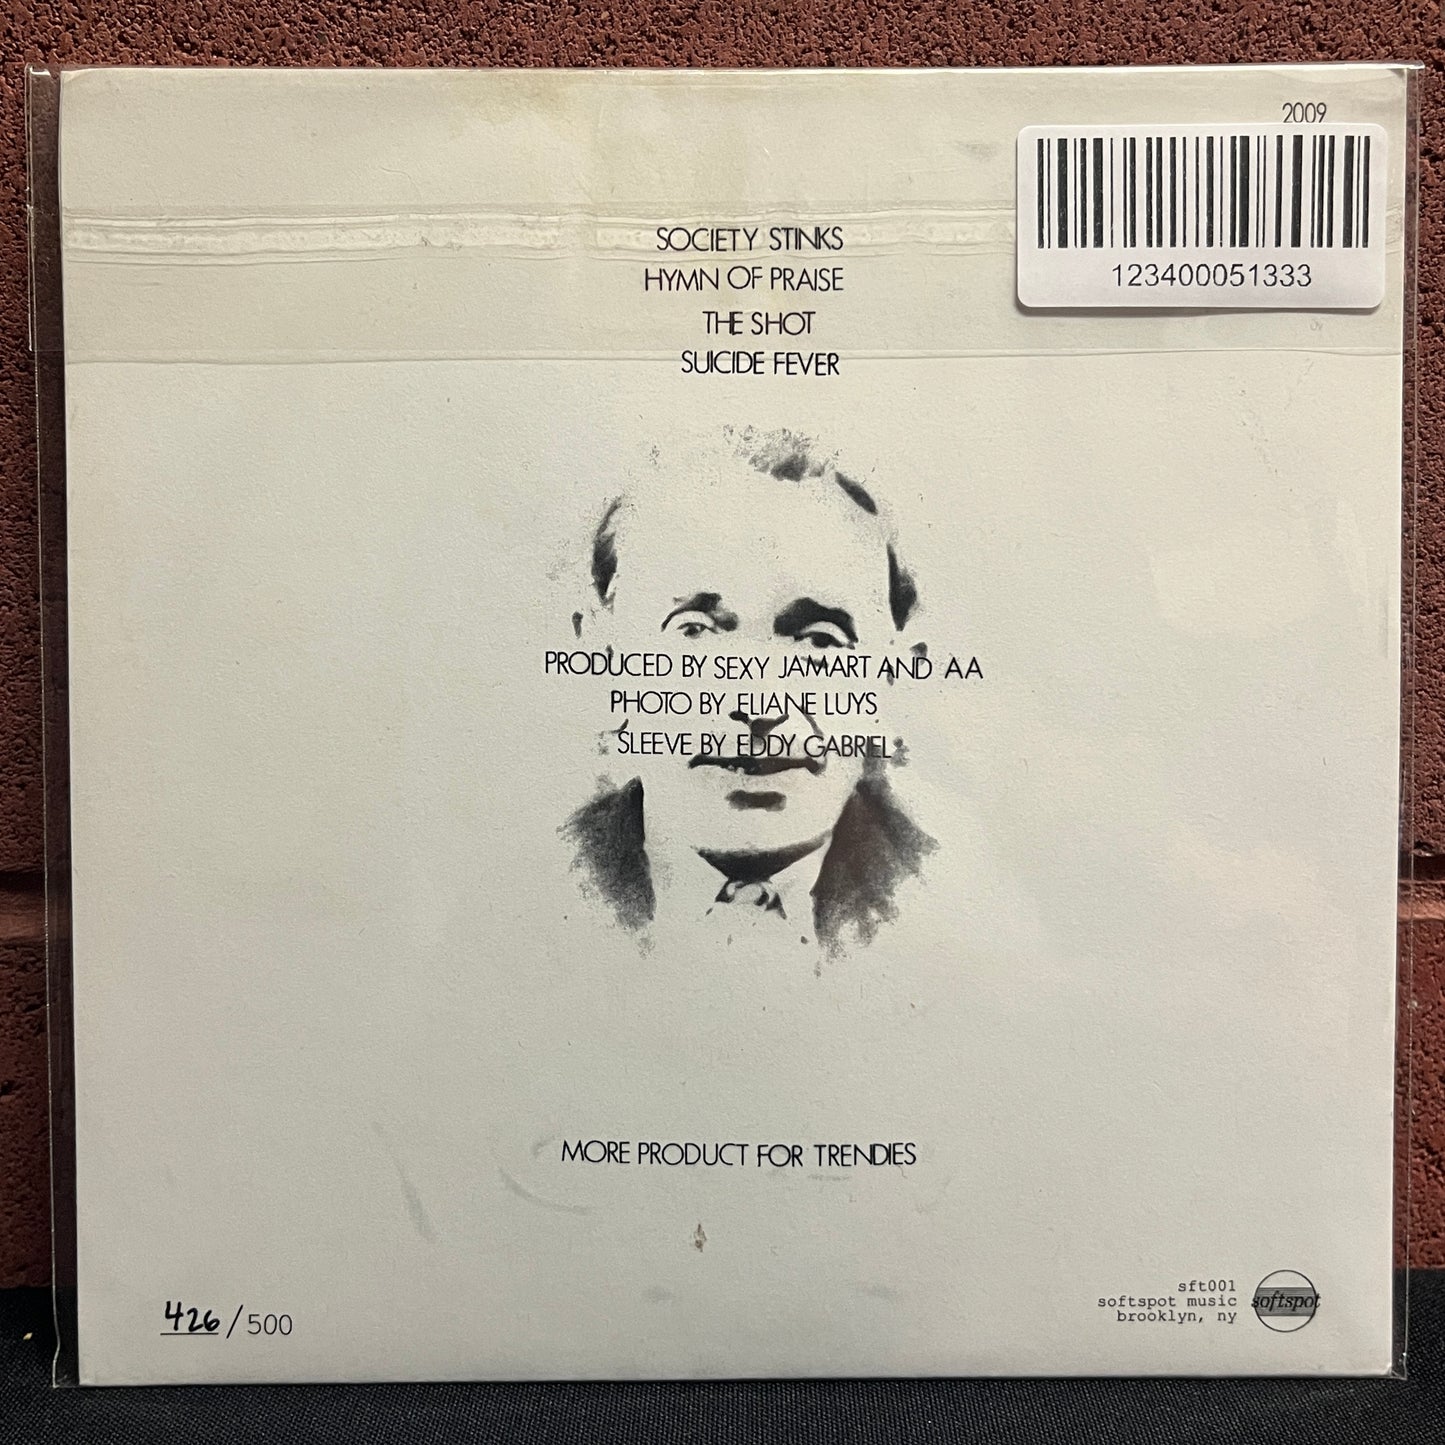 2009
123400051333
SOCIETY STINKS
HYMN OF PRAISE
THE SHOT
SUICIDE FEVER
PRODUCED BY SEXY JAMART AND AA
PHOTO BY ELIANE LUYS
SLEEVE BY EDDY GABRIEL
MORE PRODUCT FOR TRENDIES
426/500
sft001
softspot music
brooklyn, ny
softspot